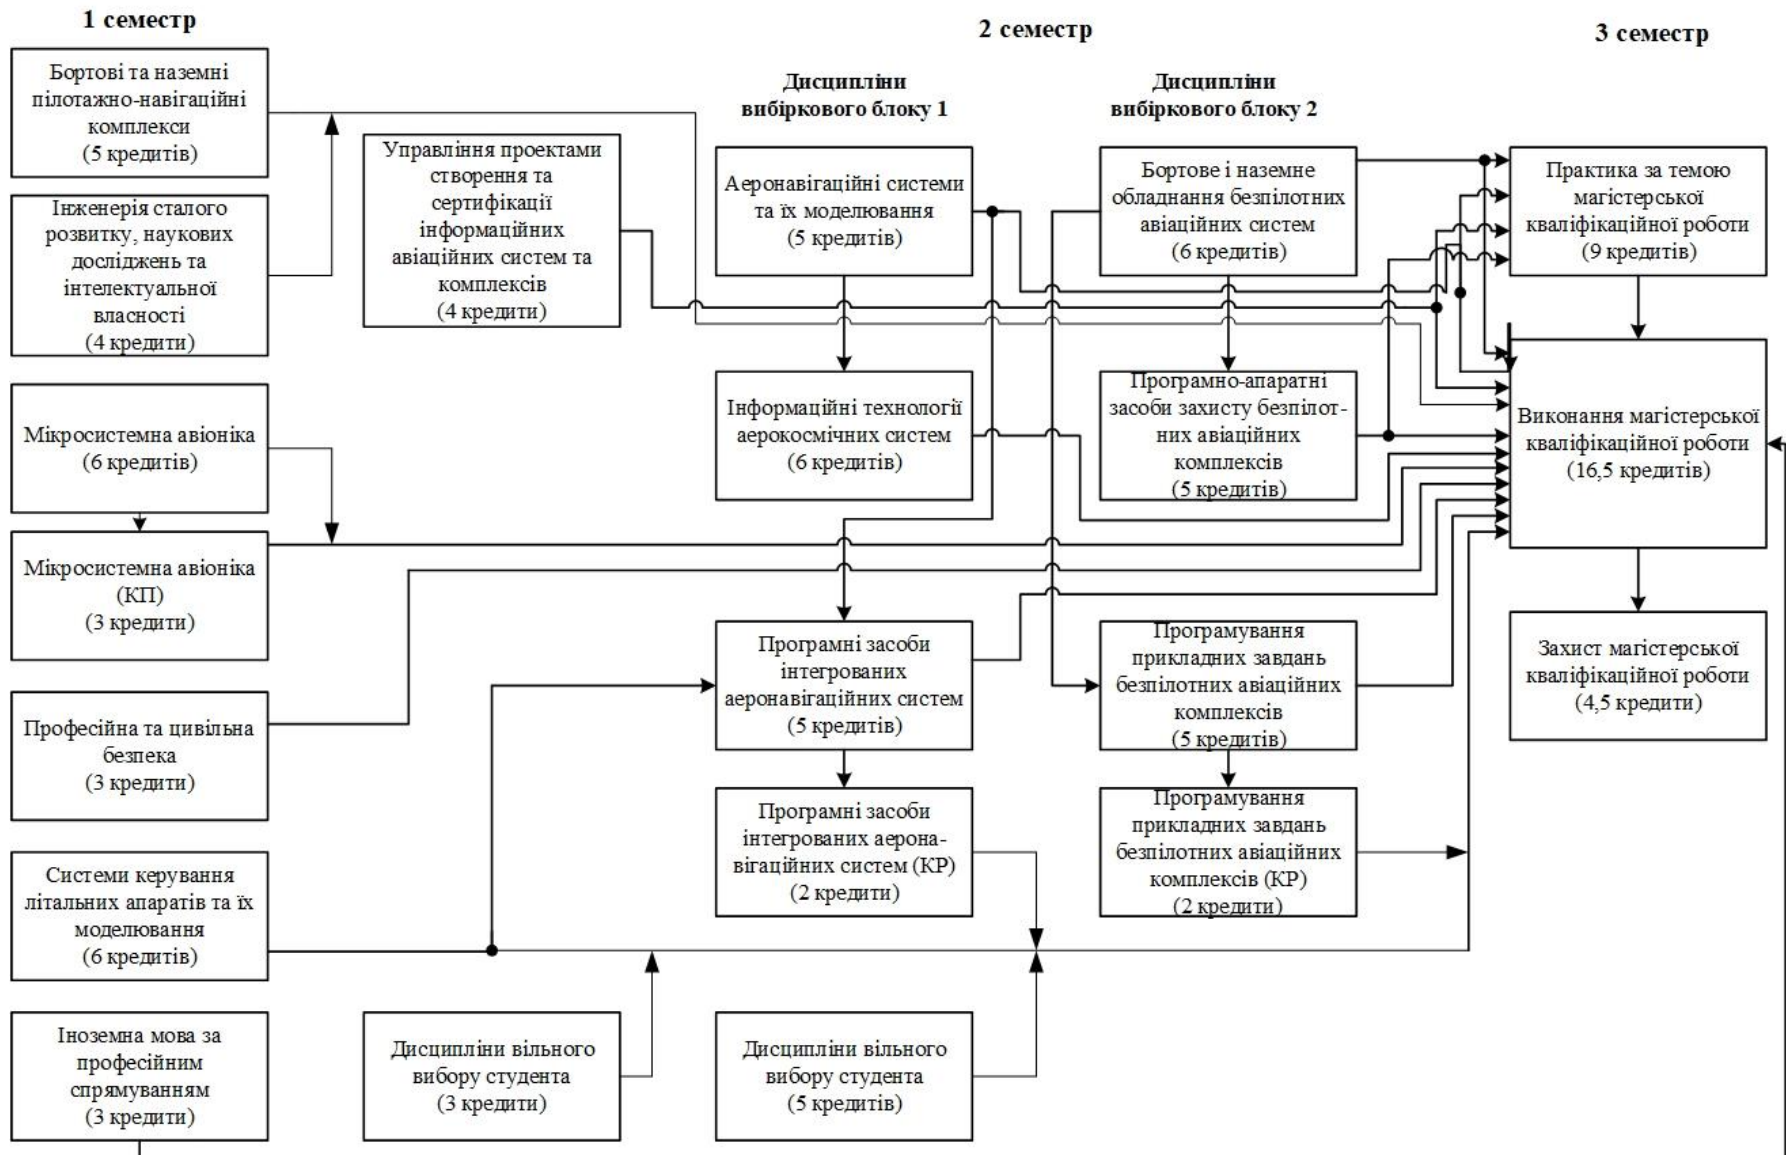 1 семестр
Бортові та наземні
пілотажно-навігаційні
комплекси
(5 кредитів)
Інженерія сталого
розвитку, наукових
досліджень та
інтелектуальної
власності
(4 кредити)
Мікросистемна авіоніка
(6 кредитів)
Мікросистемна авіоніка
(КП)
(3 кредити)
Професійна та цивільна
безпека
(3 кредити)
Системи керування
літальних апаратів та їх
моделювання
(6 кредитів)
Іноземна мова за
професійним
спрямуванням
(3 кредити)
2 семестр
Управління проектами
створення та
сертифікації
інформаційних
авіаційних систем та
комплексів
(4 кредити)
Дисципліни вільного
вибору студента
(3 кредити)
Дисципліни
вибіркового блоку 1
Аеронавігаційні системи
та їх моделювання
(5 кредитів)
Інформаційні технології
аерокосмічних систем
(6 кредитів)
Програмні засоби
інтегрованих
аеронавігаційних систем
(5 кредитів)
Програмні засоби
інтегрованих аерона-
вігаційних систем (КР)
(2 кредити)
Дисципліни вільного
вибору студента
(5 кредитів)
Дисципліни
вибіркового блоку 2
Бортове і наземне
обладнання безпілотних
авіаційних систем
(6 кредитів)
Програмно-апаратні
засоби захисту безпілот-
них авіаційних
комплексів
(5 кредитів)
Програмування
прикладних завдань
безпілотних авіаційних
комплексів
(5 кредитів)
Програмування
прикладних завдань
безпілотних авіаційних
комплексів (КР)
(2 кредити)
3 семестр
Практика за темою
магістерської
кваліфікаційної роботи
(9 кредитів)
Виконання магістерської
кваліфікаційної роботи
(16,5 кредитів)
Захист магістерської
кваліфікаційної роботи
(4,5 кредити)